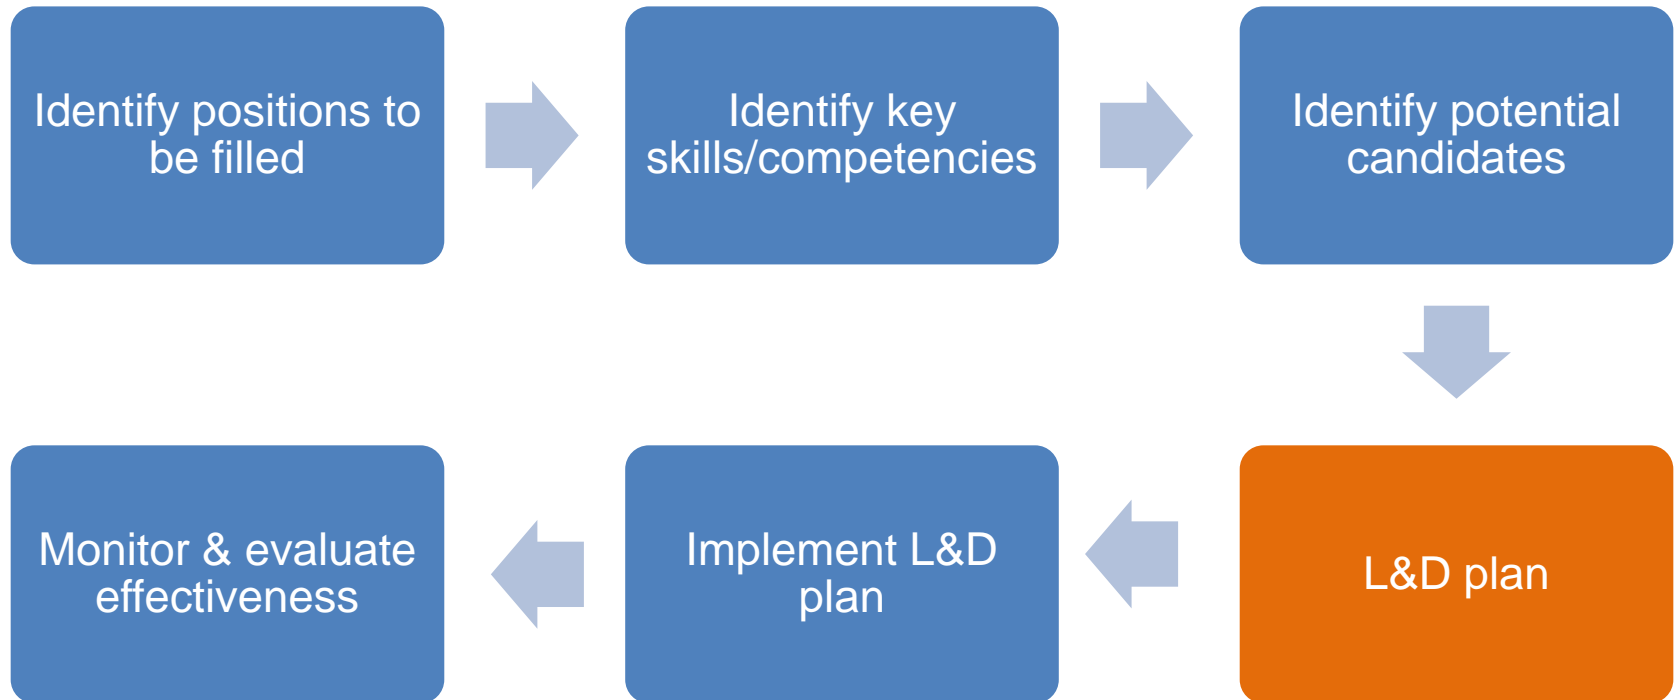 Identify positions to
be filled
Identify key
skills/competencies
Identify potential
candidates
L&D plan
Implement L&D
plan
Monitor & evaluate
effectiveness